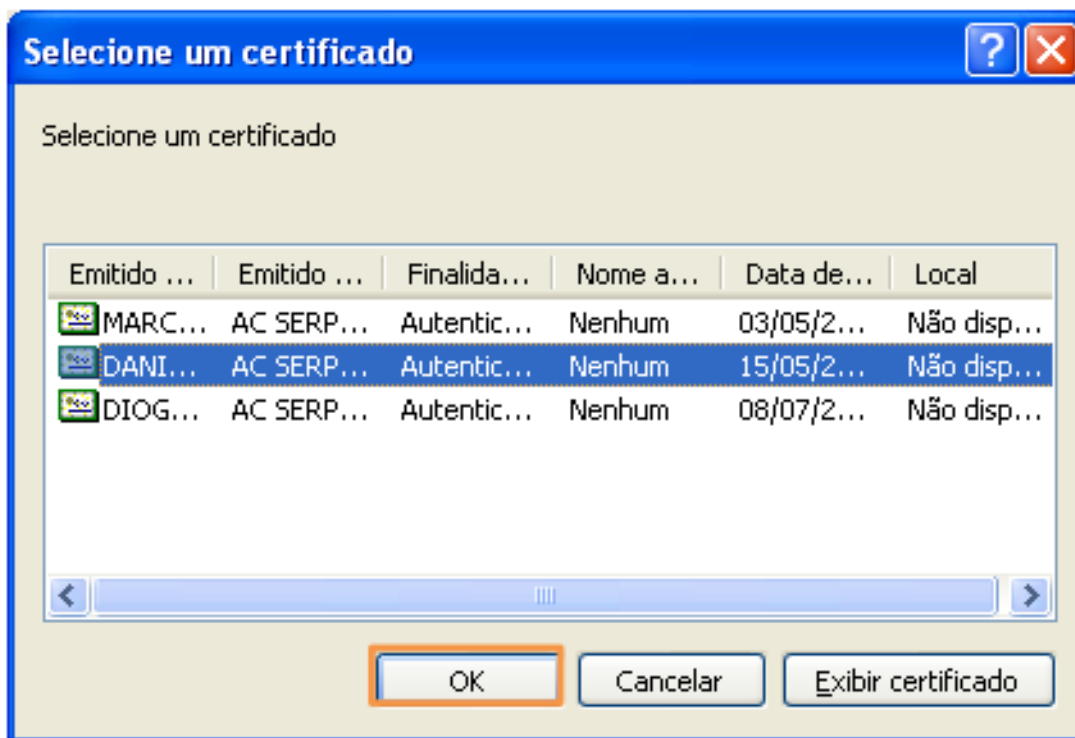 Selecione um certificado
Selecione um certificado
Emitido ... Emitido ... Finalida... Nome a... Data de... Local
MARC... AC SERP... Autentic... Nenhum 03/05/2... Não disp...
DANI... AC SERP... Autentic... Nenhum 15/05/2... Não disp...
DIOG... AC SERP... Autentic... Nenhum 08/07/2... Não disp...
OK Cancelar Exibir certificado